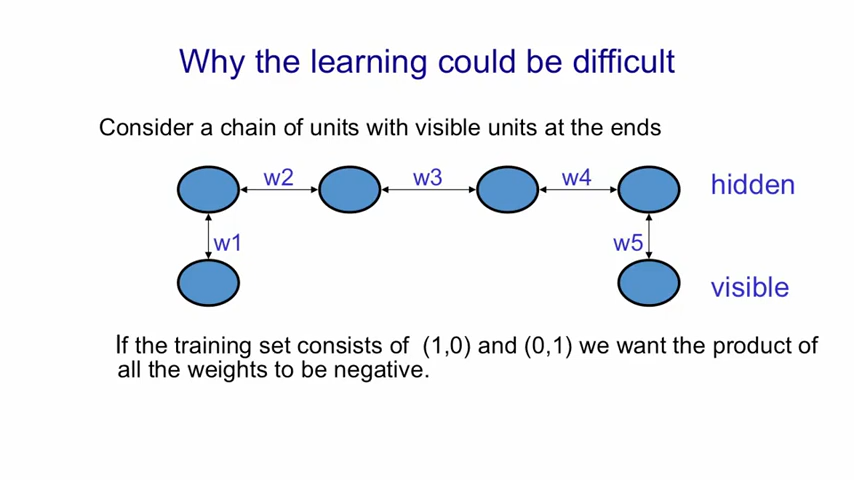 Why the learning could be difficult
Consider a chain of units with visible units at the ends
w2 w3 w4 hidden
w1 w5
visible
If the training set consists of (1,0) and (0,1) we want the product of
all the weights to be negative.